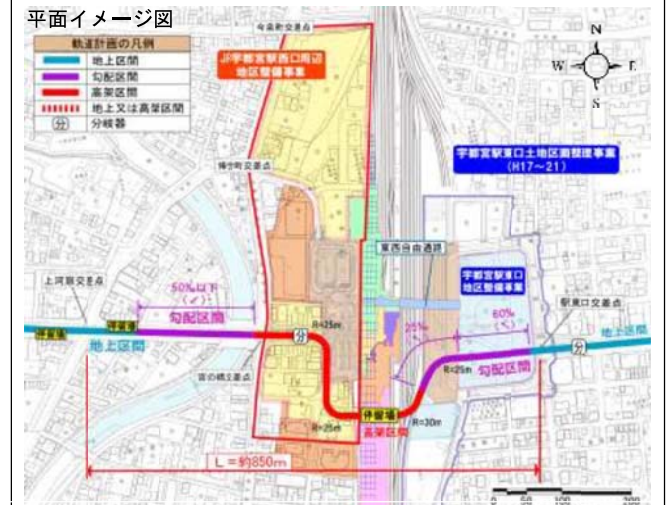 平面イメージ図
軌道計画の凡例
地上区間
勾配区間
高架区間
地上又は高架区間
分 分岐器
今泉町交差点
JR宇都宮駅西口周辺
地区整備事業
N
W
E
S
宇都宮駅東口土地区画整理事業
(H17～21)
東西自由通路
宇都宮駅東口
地区整備事業
上河原交差点
50‰以下
勾配区間
停留場
停留場
地上区間
宮の橋交差点
分
R=25m
R=25m
停留場
高架区間
R=30m
25‰
R=25m
60‰
勾配区間
駅東口交差点
地上区間
分
L=約850m